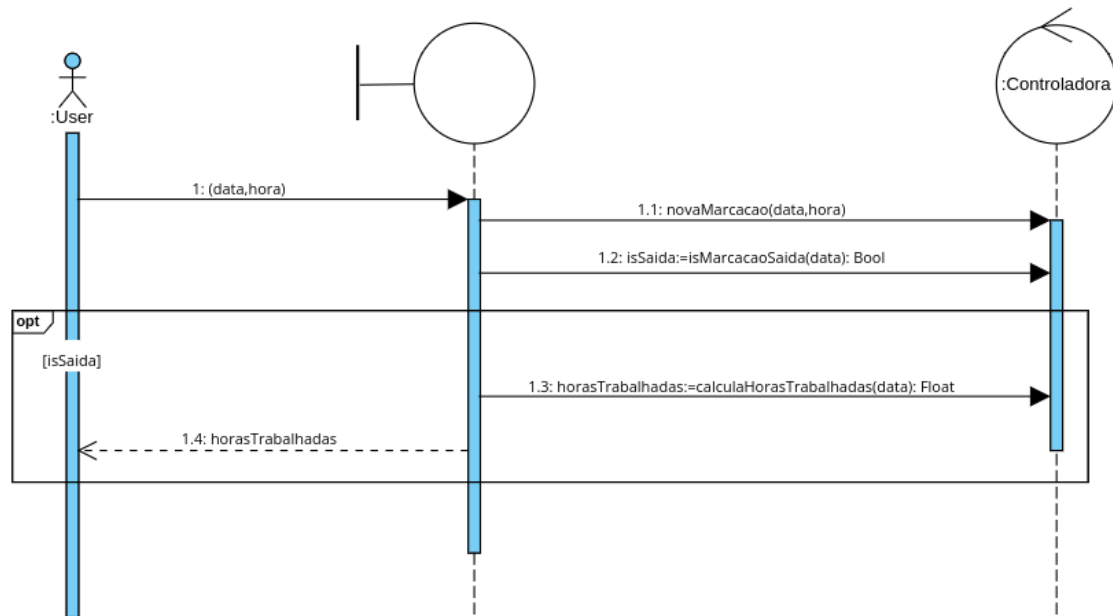 :User
:Controladora
1: (data,hora)
1.1: novaMarcacao(data,hora)
1.2: isSaida:=isMarcacaoSaida(data): Bool
opt
[isSaida]
1.3: horasTrabalhadas:=calculaHorasTrabalhadas(data): Float
1.4: horasTrabalhadas